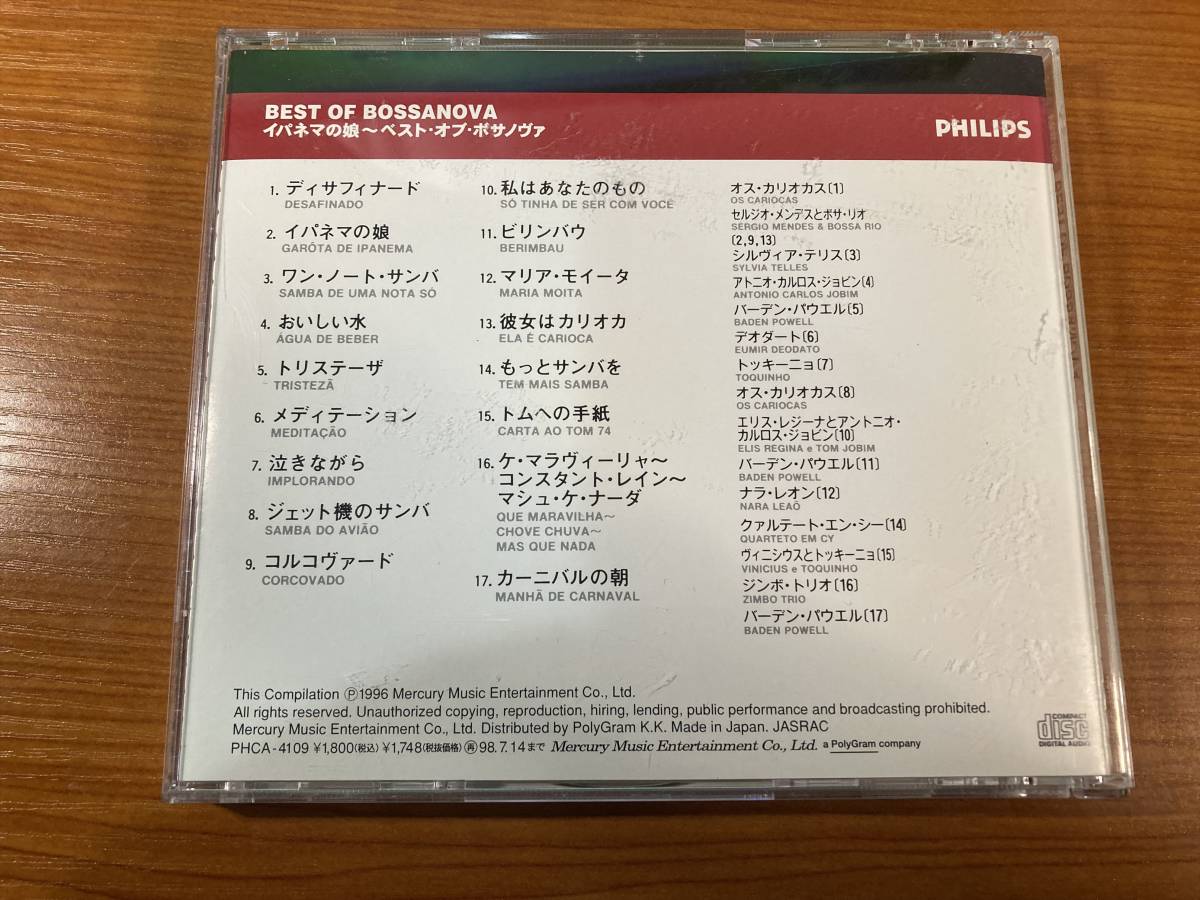 BEST OF BOSSANOVA
イパネマの娘～ベスト・オブ・ボサノヴァ
PHILIPS
1. ディサフィナード
DESAFINADO
2. イパネマの娘
GARÔTA DE IPANEMA
3. ワン・ノート・サンバ
SAMBA DE UMA NOTA SÓ
4. おいしい水
ÁGUA DE BEBER
5. トリステーザ
TRISTEZÃ
6. メディテーション
MEDITAÇÃO
7. 泣きながら
IMPLORANDO
8. ジェット機のサンバ
SAMBA DO AVIÃO
9. コルコヴァード
CORCOVADO
10. 私はあなたのもの
SÓ TINHA DE SER COM VOCÊ
11. ビリンバウ
BERIMBAU
12. マリア・モイータ
MARIA MOITA
13. 彼女はカリオカ
ELA É CARIOCA
14. もっとサンバを
TEM MAIS SAMBA
15. トムへの手紙
CARTA AO TOM 74
16. ケ・マラヴィーリャ～
コンスタント・レイン～
マシュ・ケ・ナーダ
QUE MARAVILHA～
CHOVE CHUVA～
MAS QUE NADA
17. カーニバルの朝
MANHÃ DE CARNAVAL
オス・カリオカス〔1〕
OS CARIOCAS
セルジオ・メンデスとボサ・リオ
SERGIO MENDES & BOSSA RIO
〔2,9,13〕
シルヴィア・テリス〔3〕
SYLVIA TELLES
アトニオ・カルロス・ジョビン〔4〕
ANTONIO CARLOS JOBIM
バーデン・パウエル〔5〕
BADEN POWELL
デオダート〔6〕
EUMIR DEODATO
トッキーニョ〔7〕
TOQUINHO
オス・カリオカス〔8〕
OS CARIOCAS
エリス・レジーナとアントニオ・
カルロス・ジョビン〔10〕
ELIS REGINA e TOM JOBIM
バーデン・パウエル〔11〕
BADEN POWELL
ナラ・レオン〔12〕
NARA LEAÕ
クァルテート・エン・シー〔14〕
QUARTETO EM CY
ヴィニシウスとトッキーニョ〔15〕
VINICIUS e TOQUINHO
ジンボ・トリオ〔16〕
ZIMBO TRIO
バーデン・パウエル〔17〕
BADEN POWELL
This Compilation Ⓟ1996 Mercury Music Entertainment Co., Ltd.
All rights reserved. Unauthorized copying, reproduction, hiring, lending, public performance and broadcasting prohibited.
Mercury Music Entertainment Co., Ltd. Distributed by PolyGram K.K. Made in Japan. JASRAC
PHCA-4109 ¥1,800(税込) ¥1,748(税抜価格) ㊢98.7.14まで Mercury Music Entertainment Co., Ltd. a PolyGram company
COMPACT
disc
DIGITAL AUDIO